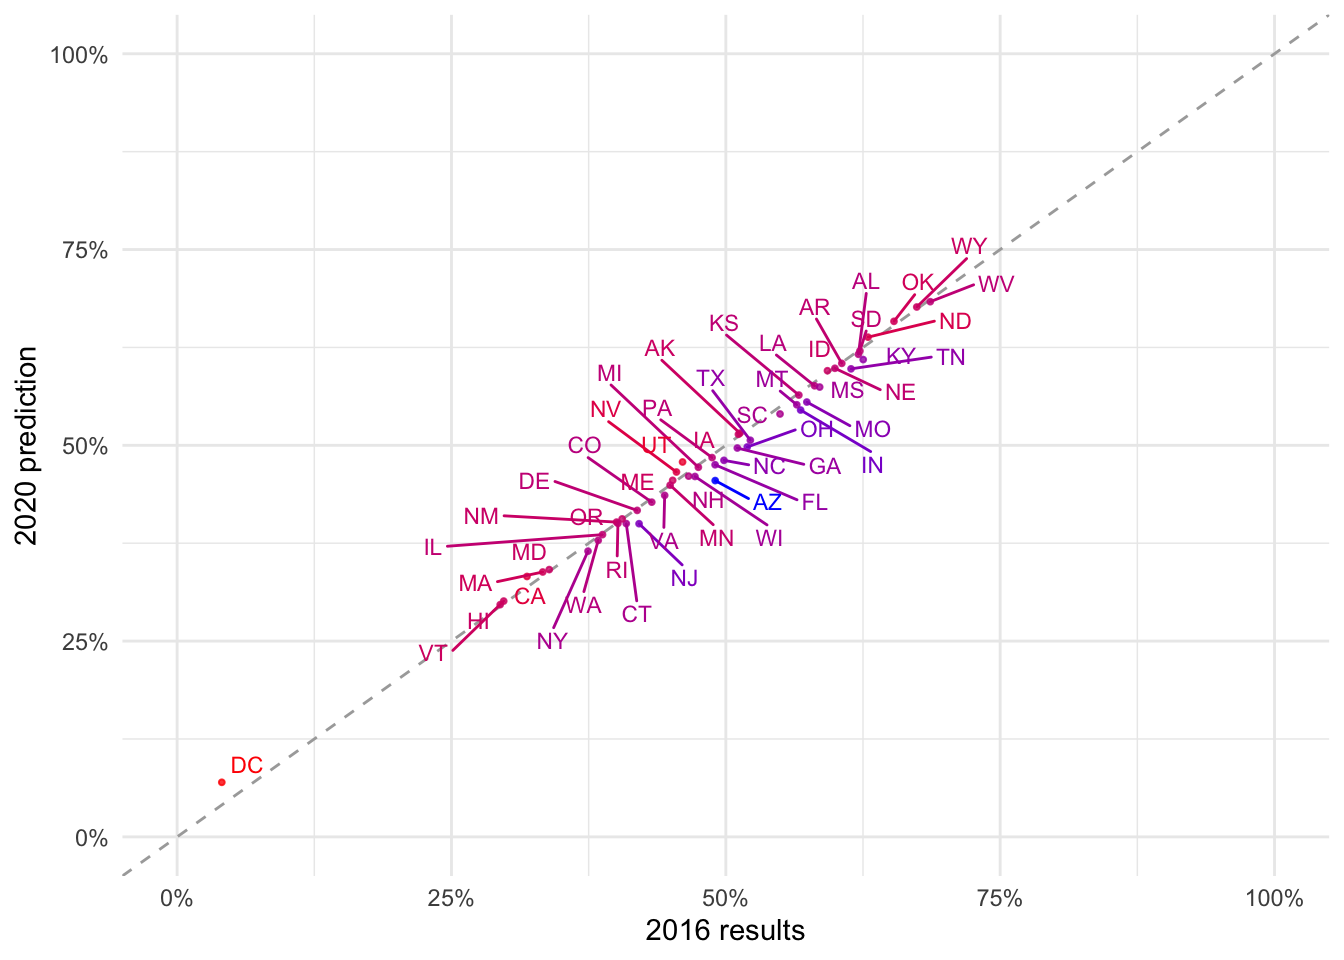 100%
75%
50%
25%
0%
2020 prediction
WY
AL
OK
WV
AR
SD
ND
KS
LA
ID
KY
TN
AK
MI
TX
MT
MS
NE
NV
PA
SC
UT
IA
OH
MO
CO
NC
GA
IN
DE
ME
NH
AZ
FL
NM
OR
VA
MN
WI
IL
MD
RI
NJ
MA
CA
WA
CT
HI
NY
VT
DC
0%
25%
50%
75%
100%
2016 results